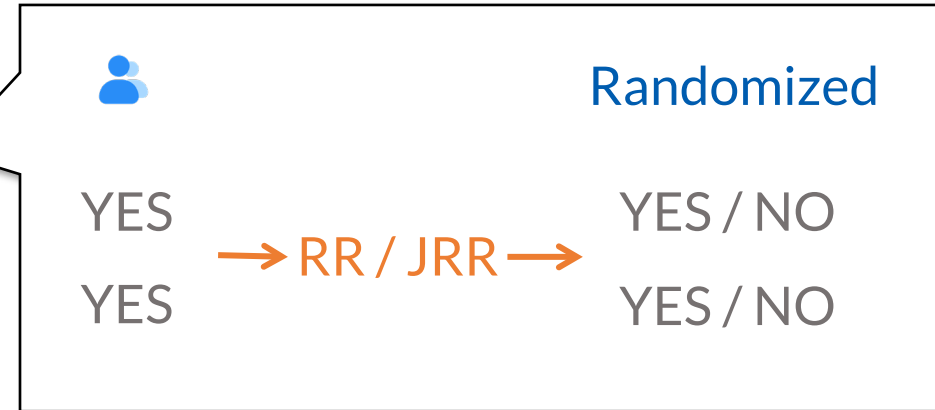 Randomized
YES
YES / NO
RR / JRR
YES
YES / NO